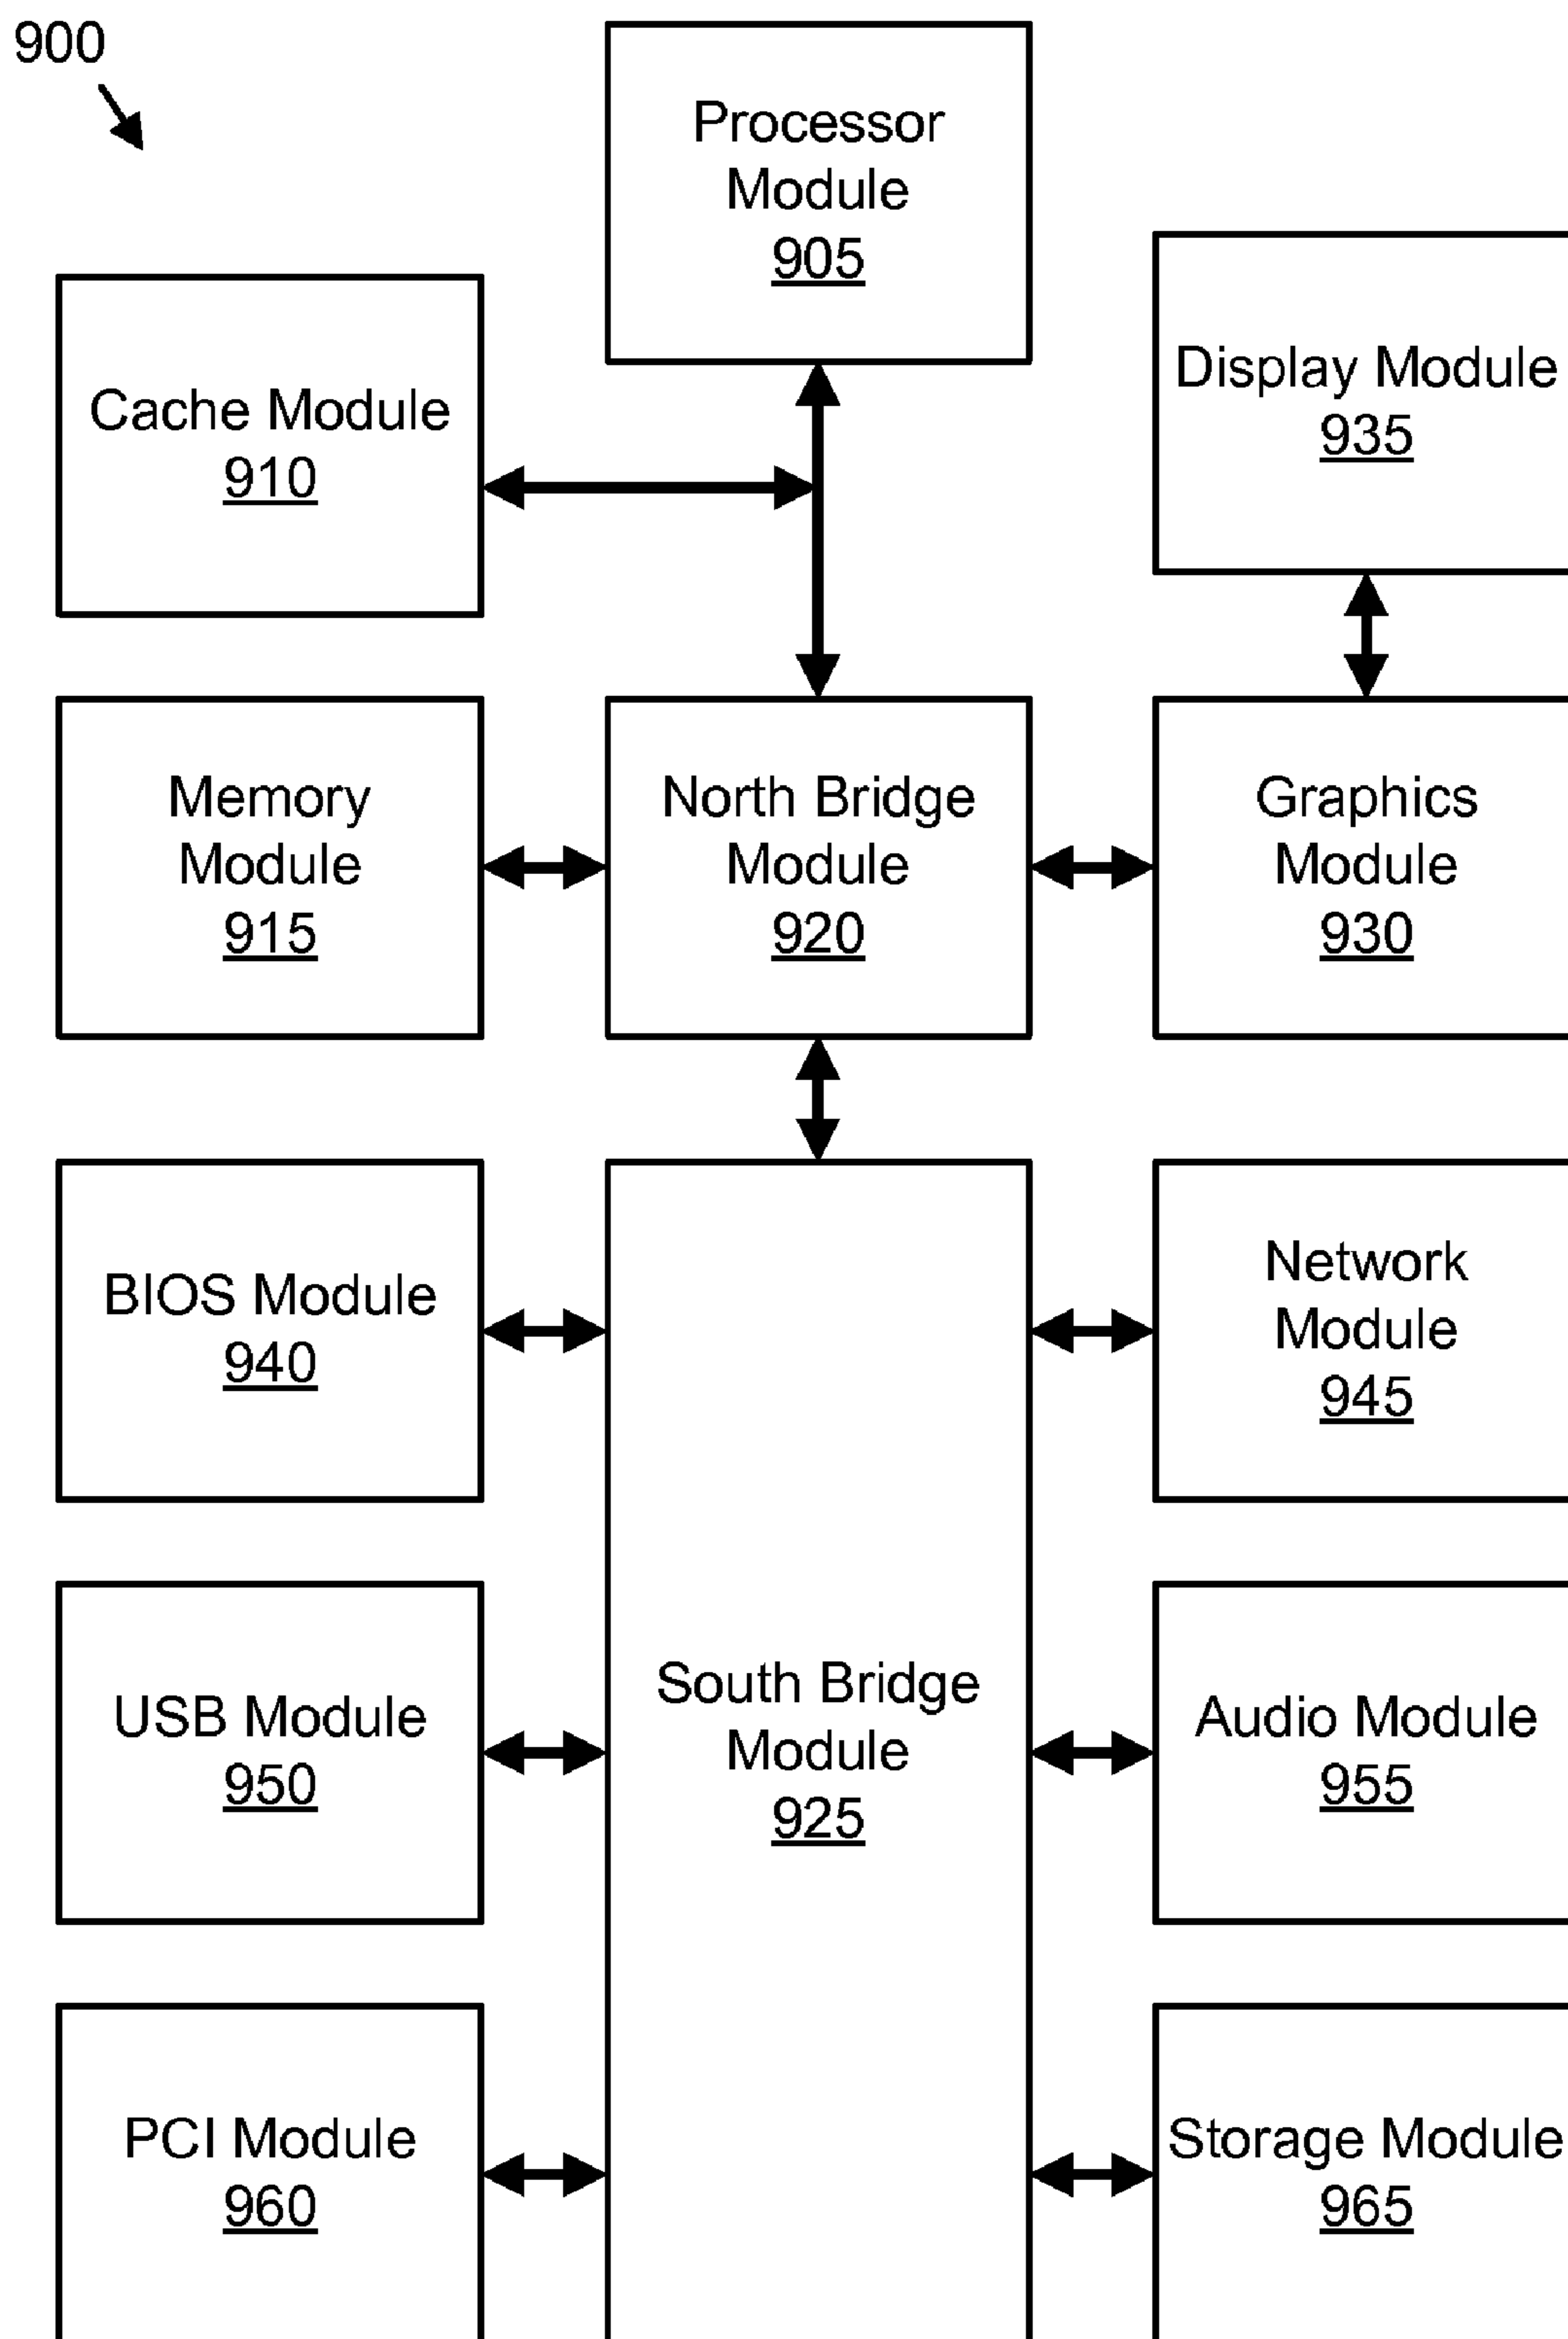 900
Processor
Module
905
Cache Module
910
Display Module
935
Memory
Module
915
North Bridge
Module
920
Graphics
Module
930
BIOS Module
940
Network
Module
945
USB Module
950
South Bridge
Module
925
Audio Module
955
PCI Module
960
Storage Module
965